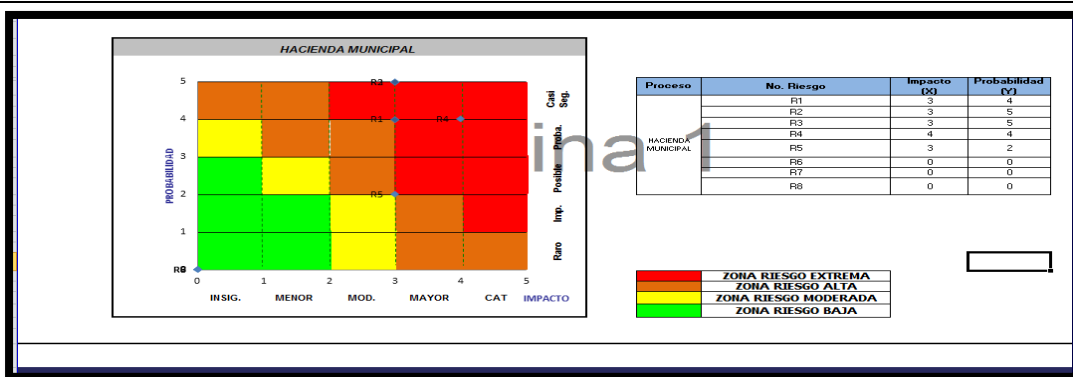 HACIENDA MUNICIPAL
5
4
3
2
1
PROBABILIDAD
R4
R1
R5
0 1 2 3 4 5
INSIG. MENOR MOD. MAYOR CAT IMPACTO
Casi Seg.
Proba.
Posible
Imp.
Raro
ina 1
Proceso No. Riesgo Impacto (X) Probabilidad (Y)
HACIENDA MUNICIPAL
R1 3 4
R2 3 5
R3 3 5
R4 4 4
R5 3 2
R6 0 0
R7 0 0
R8 0 0
ZONA RIESGO EXTREMA
ZONA RIESGO ALTA
ZONA RIESGO MODERADA
ZONA RIESGO BAJA